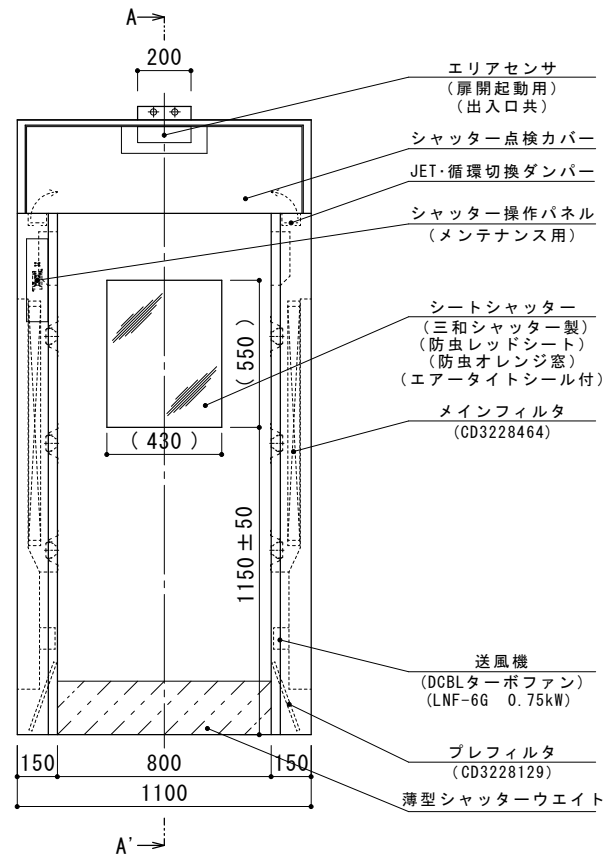 A
200
エリアセンサ
(扉開起動用)
(出入口共)
シャッター点検カバー
JET・循環切換ダンパー
シャッター操作パネル
(メンテナンス用)
シートシャッター
(三和シャッター製)
(防虫レッドシート)
(防虫オレンジ窓)
(エアータイトシール付)
(550)
(430)
メインフィルタ
(CD3228464)
1150±50
送風機
(DCBLターボファン)
(LNF-6G 0.75kW)
プレフィルタ
(CD3228129)
薄型シャッターウエイト
150 800 150
1100
A'